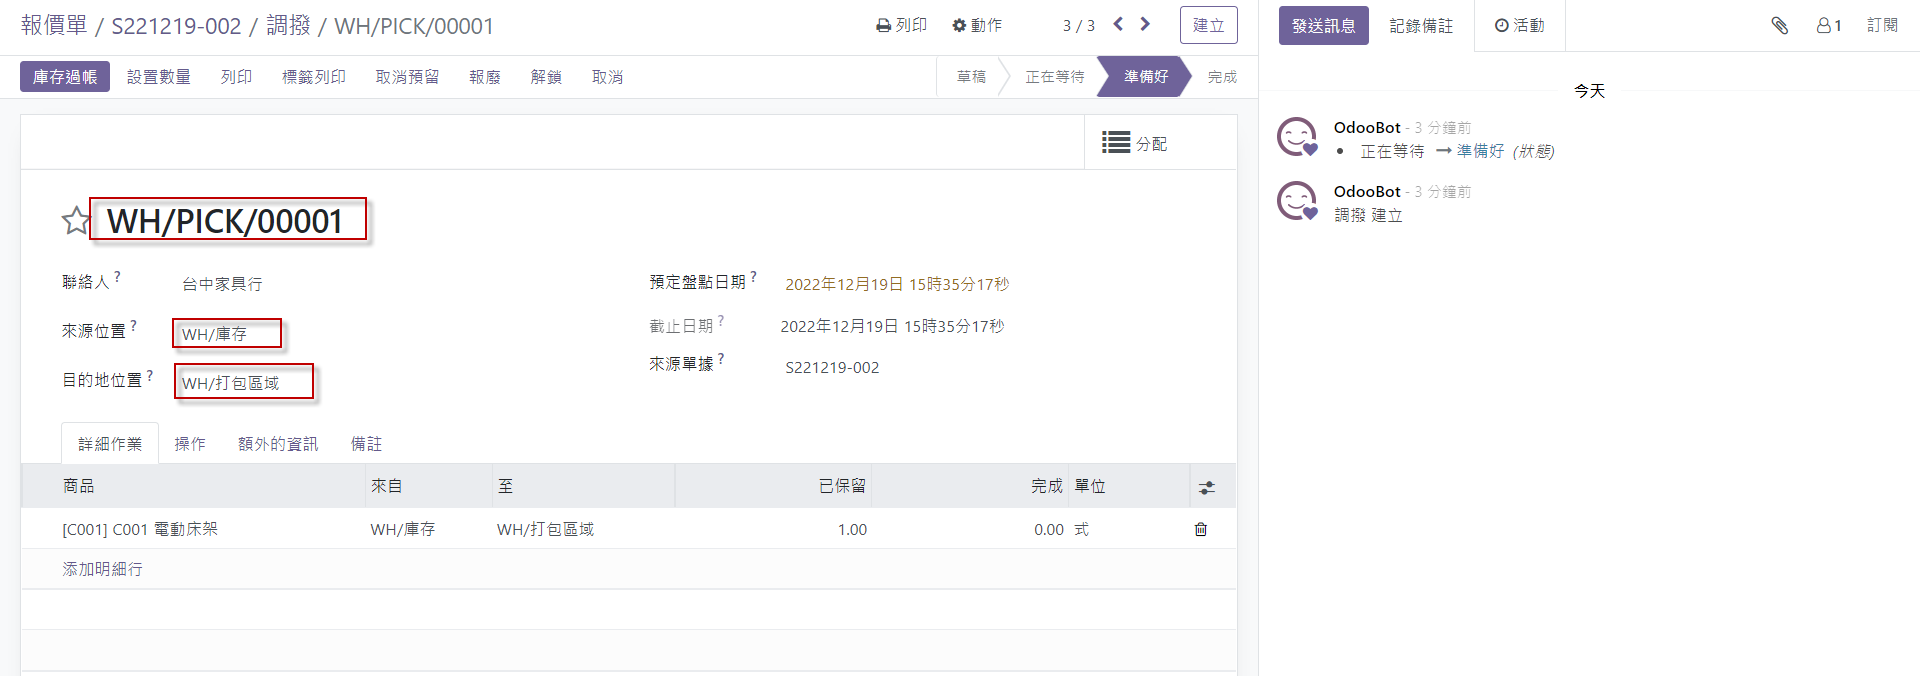 報價單 / S221219-002 / 調撥 / WH/PICK/00001
列印 動作 3 / 3 建立
庫存過帳 設置數量 列印 標籤列印 取消預留 報廢 解鎖 取消
草稿 正在等待 準備好 完成
分配
WH/PICK/00001
聯絡人? 台中家具行
預定盤點日期? 2022年12月19日 15時35分17秒
來源位置? WH/庫存
截止日期? 2022年12月19日 15時35分17秒
目的地位置? WH/打包區域
來源單據? S221219-002
詳細作業 操作 額外的資訊 備註
商品 來自 至 已保留 完成 單位
[C001] C001 電動床架 WH/庫存 WH/打包區域 1.00 0.00 式
添加明細行
發送訊息 記錄備註 活動 1 訂閱
今天
OdooBot - 3 分鐘前
• 正在等待 → 準備好 (狀態)
OdooBot - 3 分鐘前
調撥 建立